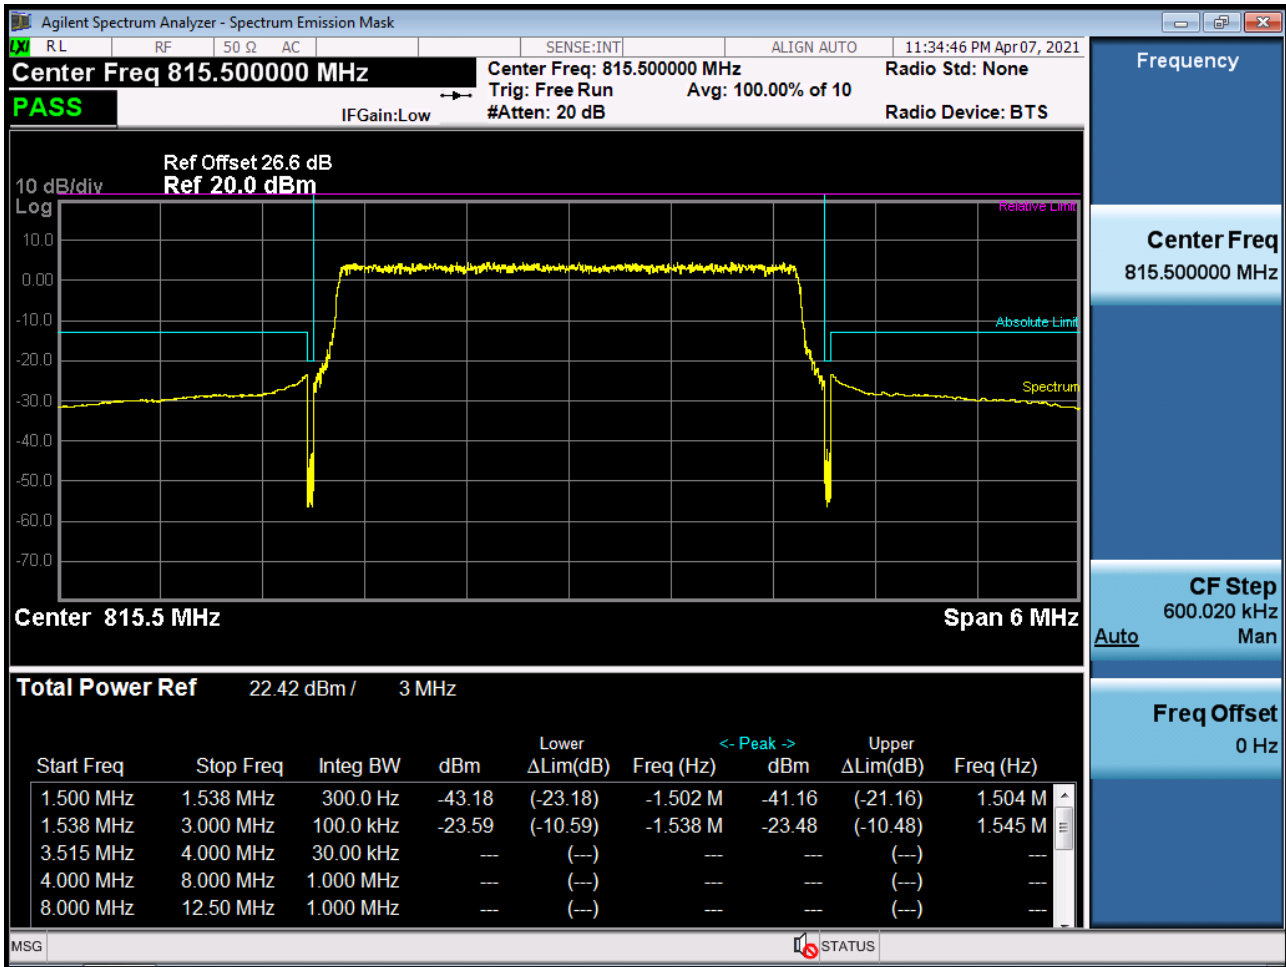 Agilent Spectrum Analyzer - Spectrum Emission Mask
LXI RL RF 50 Ω AC SENSE:INT ALIGN AUTO 11:34:46 PM Apr 07, 2021
Center Freq 815.500000 MHz
Center Freq: 815.500000 MHz Radio Std: None
Trig: Free Run Avg: 100.00% of 10
PASS IFGain:Low #Atten: 20 dB Radio Device: BTS
Ref Offset 26.6 dB
10 dB/div Ref 20.0 dBm
Log
Relative Limit
10.0
0.00
-10.0
Absolute Limit
-20.0
Spectrum
-30.0
-40.0
-50.0
-60.0
-70.0
Center 815.5 MHz Span 6 MHz
Total Power Ref 22.42 dBm / 3 MHz
Lower <- Peak -> Upper
Start Freq Stop Freq Integ BW dBm ΔLim(dB) Freq (Hz) dBm ΔLim(dB) Freq (Hz)
1.500 MHz 1.538 MHz 300.0 Hz -43.18 (-23.18) -1.502 M -41.16 (-21.16) 1.504 M
1.538 MHz 3.000 MHz 100.0 kHz -23.59 (-10.59) -1.538 M -23.48 (-10.48) 1.545 M
3.515 MHz 4.000 MHz 30.00 kHz --- (---) --- --- (---) ---
4.000 MHz 8.000 MHz 1.000 MHz --- (---) --- --- (---) ---
8.000 MHz 12.50 MHz 1.000 MHz --- (---) --- --- (---) ---
MSG STATUS
Frequency
Center Freq
815.500000 MHz
CF Step
600.020 kHz
Auto Man
Freq Offset
0 Hz